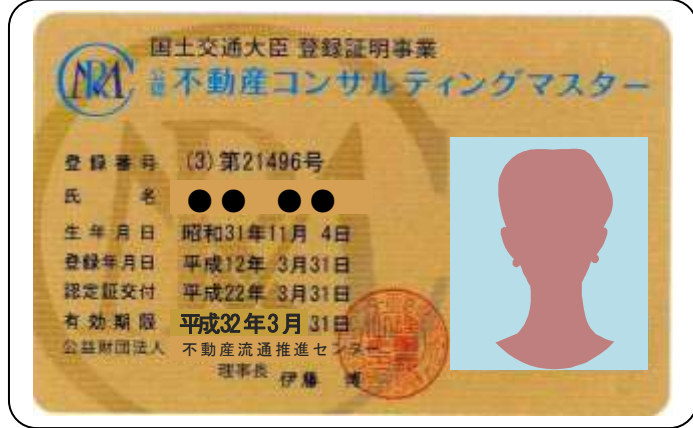 国土交通大臣 登録証明事業
公認 不動産コンサルティングマスター
登録番号 (3)第21496号
氏 名 ●● ●●
生年月日 昭和31年11月 4日
登録年月日 平成12年 3月31日
認定証交付 平成22年 3月31日
有効期限 平成32年3月31日
公益財団法人 不動産流通推進センター
理事長 伊藤 博